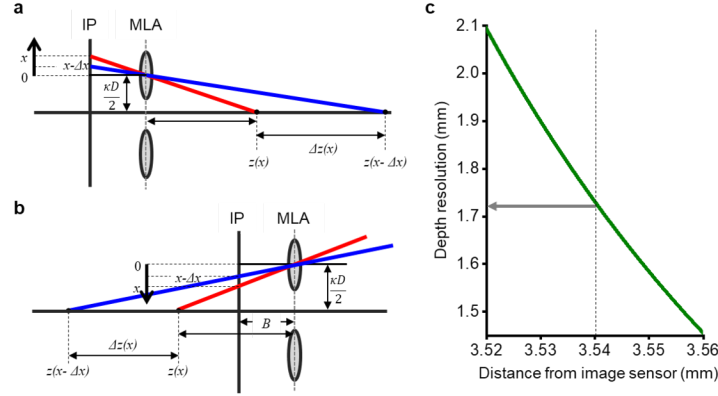 a
IP MLA
x
x-Δx
0
κD
2
Δz(x)
z(x)
z(x- Δx)
b
IP MLA
0
x-Δx
x
κD
2
B
Δz(x)
z(x- Δx)
z(x)
c
Depth resolution (mm)
2.1
2.0
1.9
1.8
1.7
1.6
1.5
3.52 3.53 3.54 3.55 3.56
Distance from image sensor (mm)